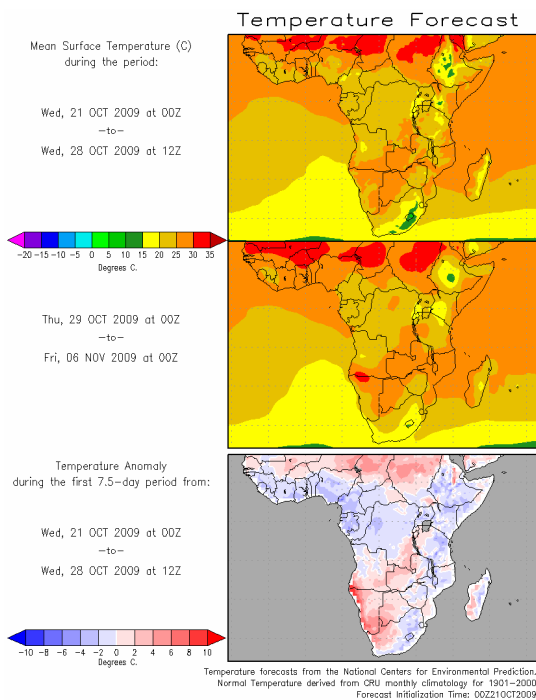 Temperature Forecast
Mean Surface Temperature (C)
during the period:
Wed, 21 OCT 2009 at 00Z
-to-
Wed, 28 OCT 2009 at 12Z
-20 -15 -10 -5 0 5 10 15 20 25 30 35
Degrees C.
Thu, 29 OCT 2009 at 00Z
-to-
Fri, 06 NOV 2009 at 00Z
Temperature Anomaly
during the first 7.5-day period from:
Wed, 21 OCT 2009 at 00Z
-to-
Wed, 28 OCT 2009 at 12Z
-10 -8 -6 -4 -2 0 2 4 6 8 10
Degrees C.
Temperature forecasts from the National Centers for Environmental Prediction.
Normal Temperature derived from CRU monthly climatology for 1901-2000
Forecast Initialization Time: 00Z21OCT2009